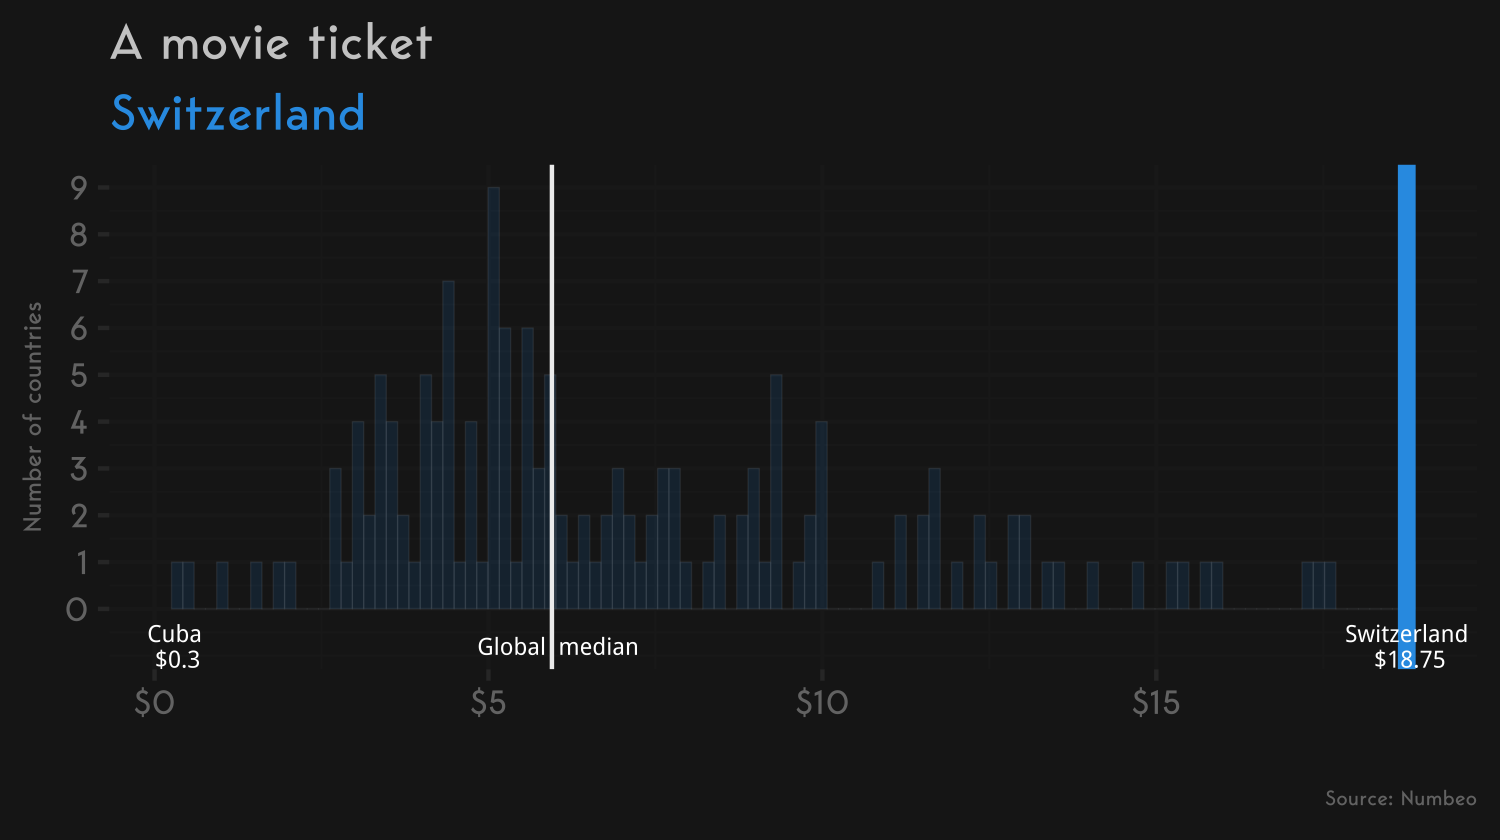 A movie ticket
Switzerland
Number of countries
9
8
7
6
5
4
3
2
1
0
Cuba
$0.3
Global median
Switzerland
$18.75
$0 $5 $10 $15
Source: Numbeo